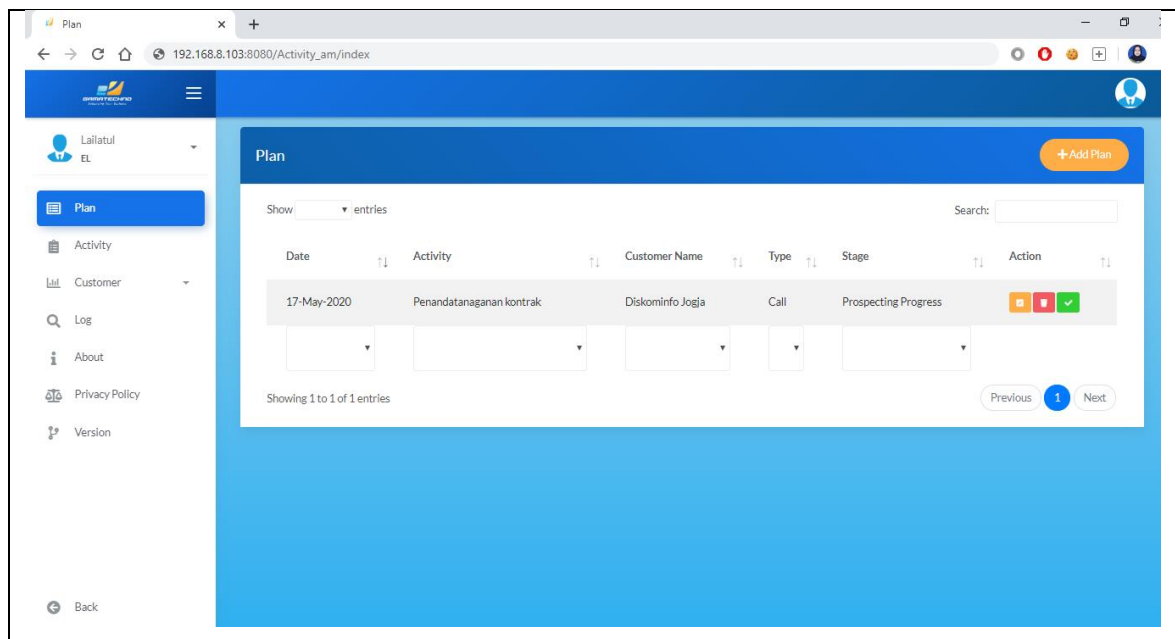 Plan
192.168.8.103:8080/Activity_am/index
GAMATECHNO
Lailatul
EL
Plan
Activity
Customer
Log
About
Privacy Policy
Version
Back
Plan
+ Add Plan
Show entries
Search:
Date Activity Customer Name Type Stage Action
17-May-2020 Penandatanaganan kontrak Diskominfo Jogja Call Prospecting Progress
Showing 1 to 1 of 1 entries
Previous 1 Next